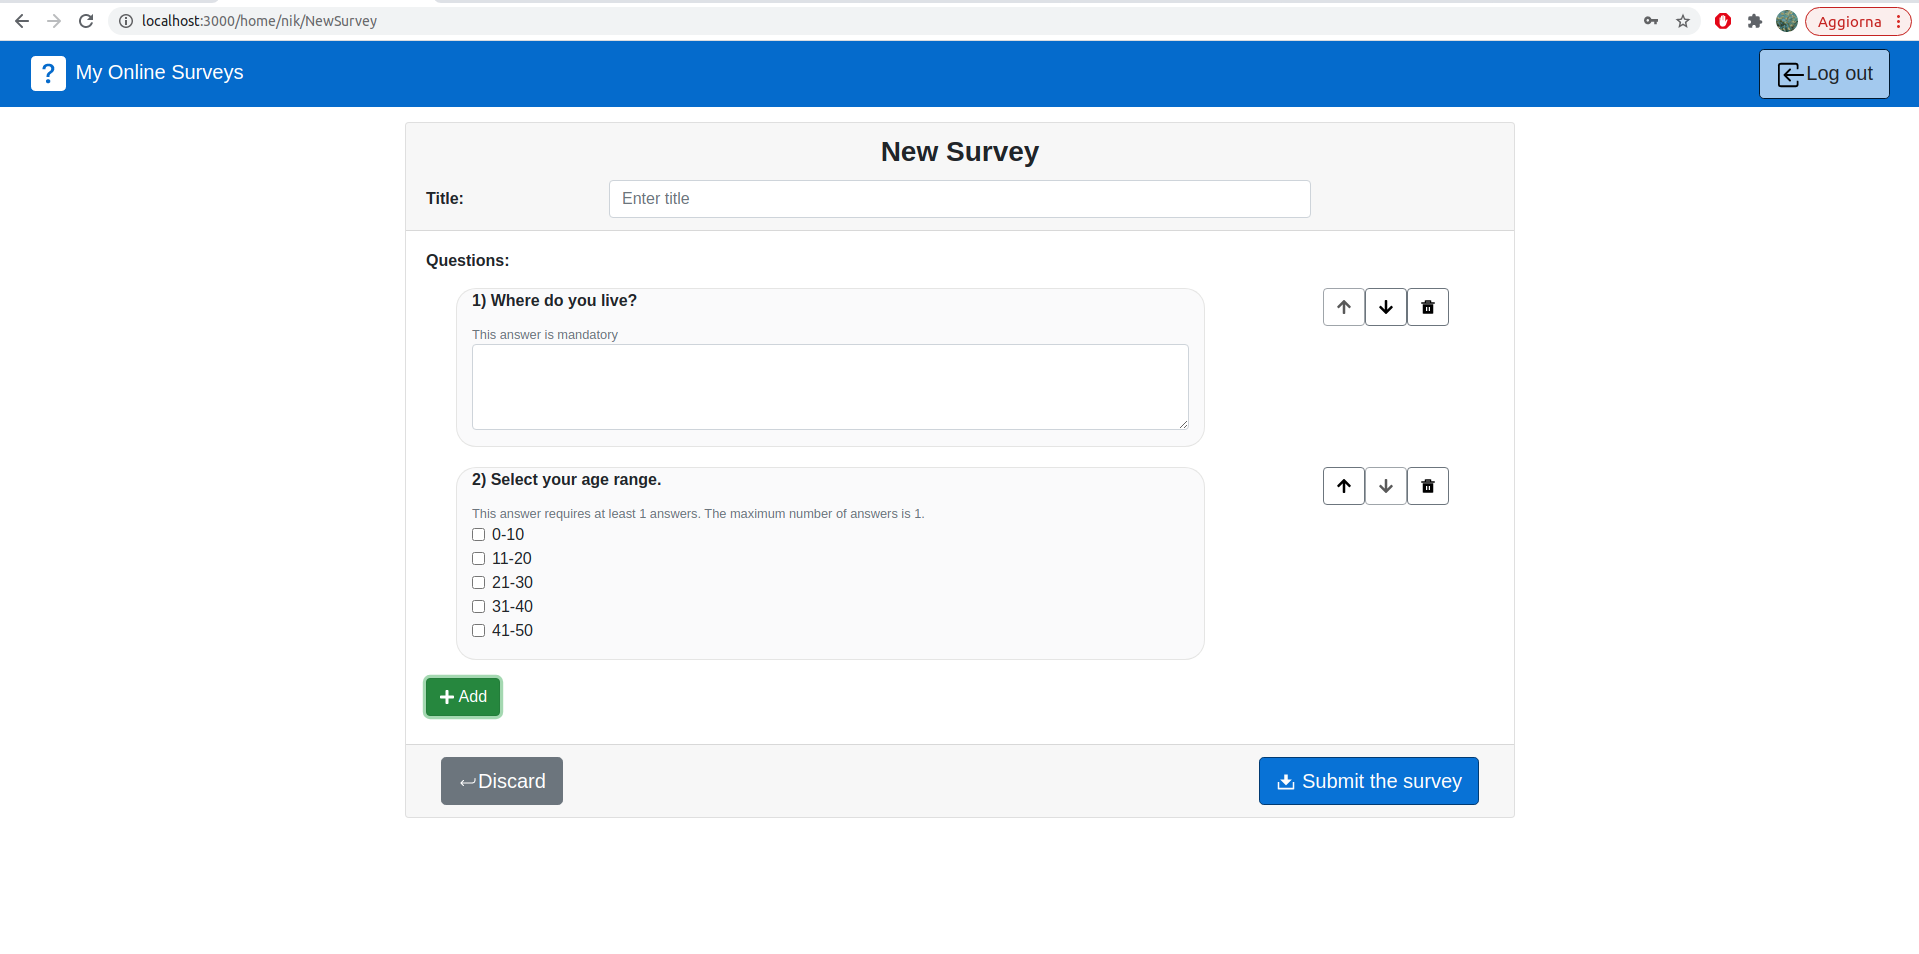 localhost:3000/home/nik/NewSurvey
Aggiorna
? My Online Surveys
Log out
New Survey
Title:
Enter title
Questions:
1) Where do you live?
This answer is mandatory
2) Select your age range.
This answer requires at least 1 answers. The maximum number of answers is 1.
0-10
11-20
21-30
31-40
41-50
Add
Discard
Submit the survey